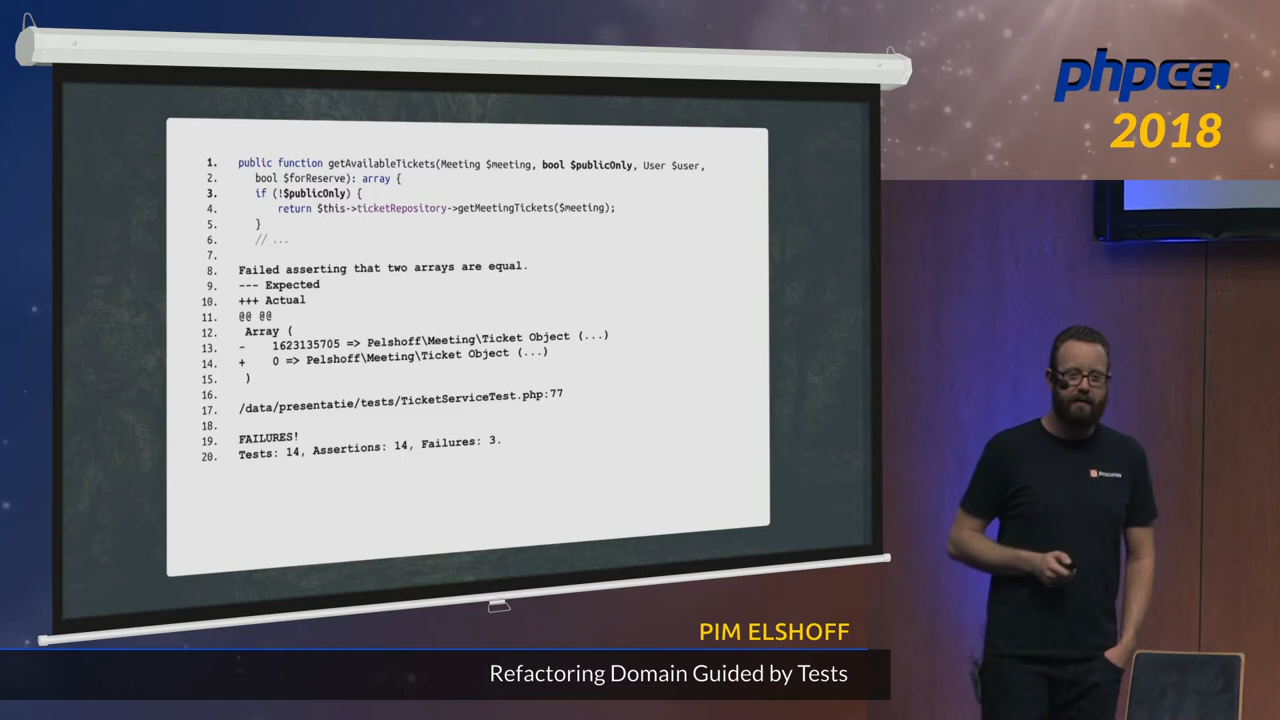 phpce
2018
1. public function getAvailableTickets(Meeting $meeting, bool $publicOnly, User $user,
2. bool $forReserve): array {
3. if (!$publicOnly) {
4. return $this->ticketRepository->getMeetingTickets($meeting);
5. }
6. // ...
7.
8. Failed asserting that two arrays are equal.
9. --- Expected
10. +++ Actual
11. @@ @@
12. Array (
13. - 1623135705 => Pelshoff\Meeting\Ticket Object (...)
14. + 0 => Pelshoff\Meeting\Ticket Object (...)
15. )
16.
17. /data/presentatie/tests/TicketServiceTest.php:77
18.
19. FAILURES!
20. Tests: 14, Assertions: 14, Failures: 3.
PIM ELSHOFF
Refactoring Domain Guided by Tests